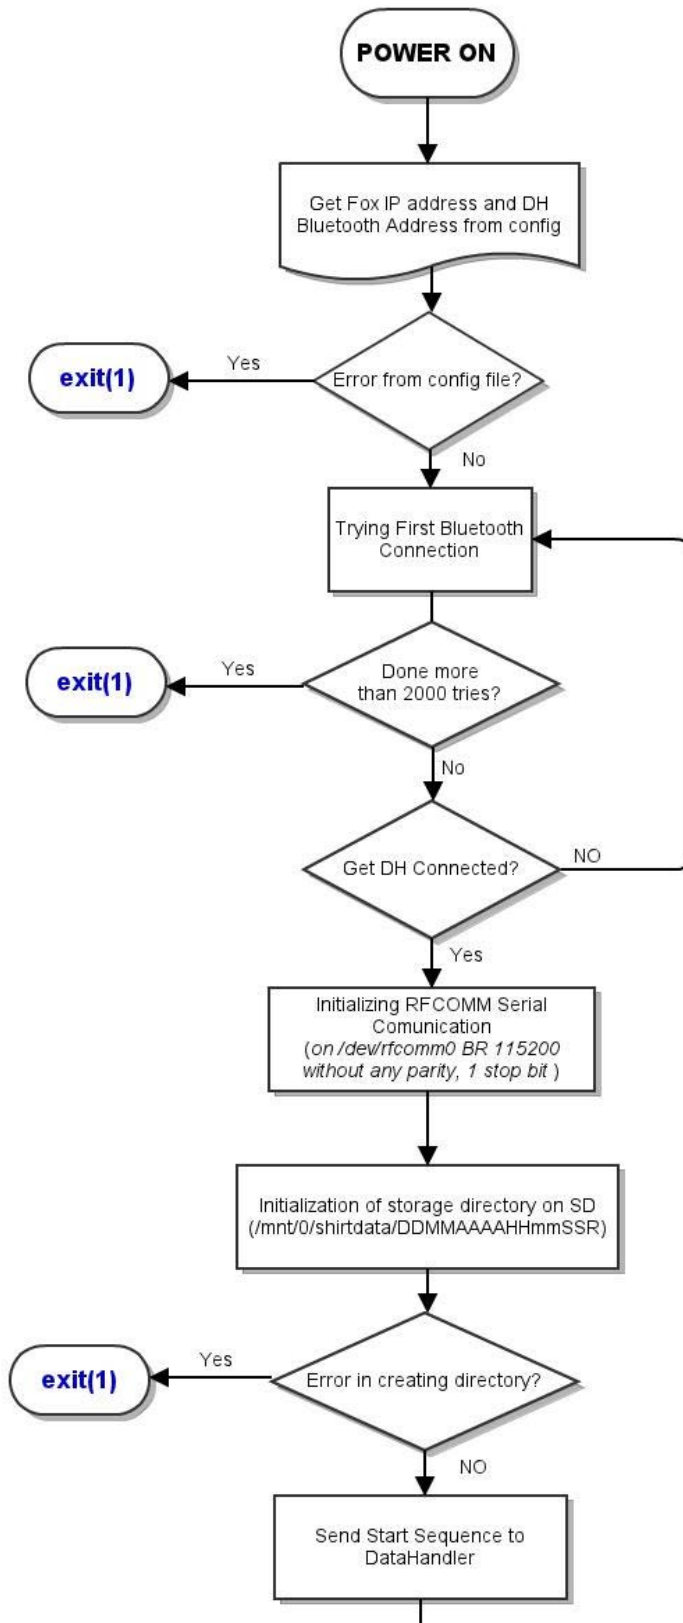 POWER ON
Get Fox IP address and DH
Bluetooth Address from config
Yes
exit(1)
Error from config file?
No
Trying First Bluetooth
Connection
Yes
exit(1)
Done more
than 2000 tries?
No
Get DH Connected?
NO
Yes
Initializing RFCOMM Serial
Comunication
(on /dev/rfcomm0 BR 115200
without any parity, 1 stop bit )
Initialization of storage directory on SD
(/mnt/0/shirtdata/DDMMAAAAHHmmSSR)
Yes
exit(1)
Error in creating directory?
NO
Send Start Sequence to
DataHandler